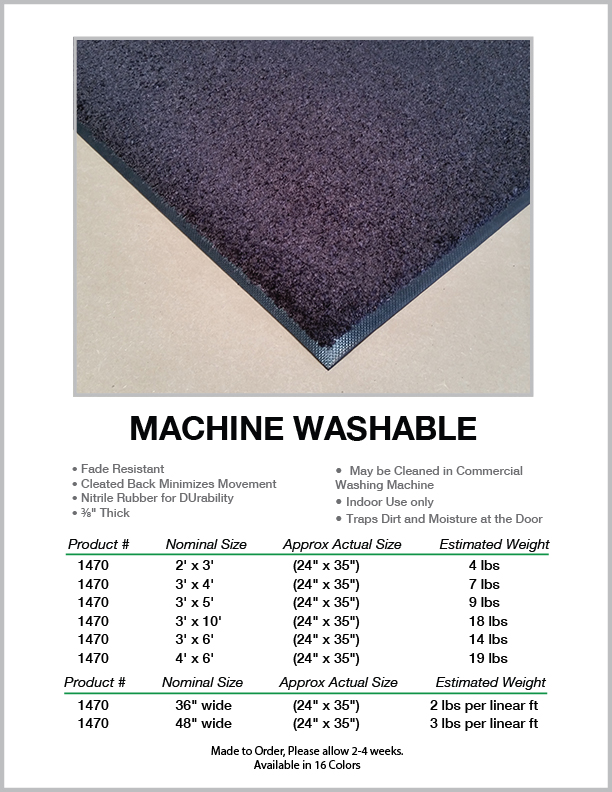 MACHINE WASHABLE
• Fade Resistant
• Cleated Back Minimizes Movement
• Nitrile Rubber for DUrability
• ⅜" Thick
• May be Cleaned in Commercial
Washing Machine
• Indoor Use only
• Traps Dirt and Moisture at the Door
Product # Nominal Size Approx Actual Size Estimated Weight
1470 2' x 3' (24" x 35") 4 lbs
1470 3' x 4' (24" x 35") 7 lbs
1470 3' x 5' (24" x 35") 9 lbs
1470 3' x 10' (24" x 35") 18 lbs
1470 3' x 6' (24" x 35") 14 lbs
1470 4' x 6' (24" x 35") 19 lbs
Product # Nominal Size Approx Actual Size Estimated Weight
1470 36" wide (24" x 35") 2 lbs per linear ft
1470 48" wide (24" x 35") 3 lbs per linear ft
Made to Order, Please allow 2-4 weeks.
Available in 16 Colors